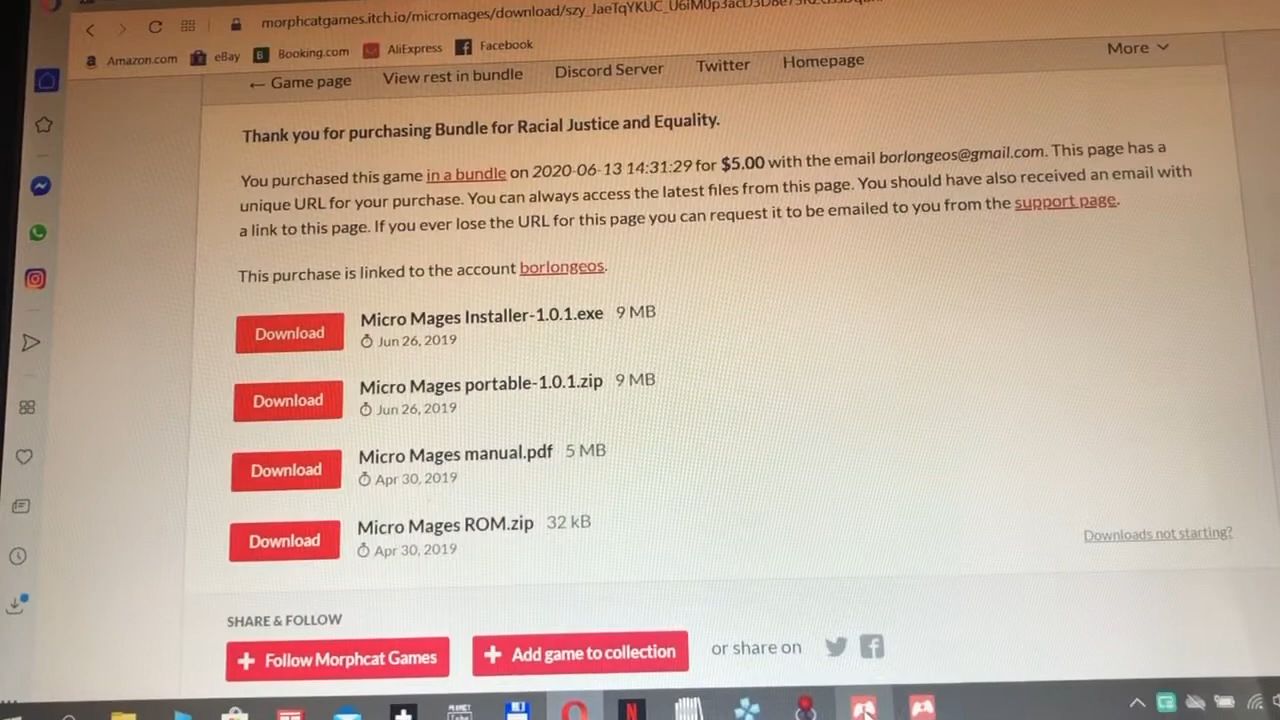 morphcatgames.itch.io/micromages/download/
Amazon.com eBay Booking.com AliExpress Facebook
← Game page View rest in bundle Discord Server Twitter Homepage More
Thank you for purchasing Bundle for Racial Justice and Equality.
You purchased this game in a bundle on 2020-06-13 14:31:29 for $5.00 with the email borlongeos@gmail.com. This page has a
unique URL for your purchase. You can always access the latest files from this page. You should have also received an email with
a link to this page. If you ever lose the URL for this page you can request it to be emailed to you from the support page.
This purchase is linked to the account borlongeos.
Download Micro Mages Installer-1.0.1.exe 9 MB
Jun 26, 2019
Download Micro Mages portable-1.0.1.zip 9 MB
Jun 26, 2019
Download Micro Mages manual.pdf 5 MB
Apr 30, 2019
Download Micro Mages ROM.zip 32 kB
Apr 30, 2019
Downloads not starting?
SHARE & FOLLOW
+ Follow Morphcat Games + Add game to collection or share on